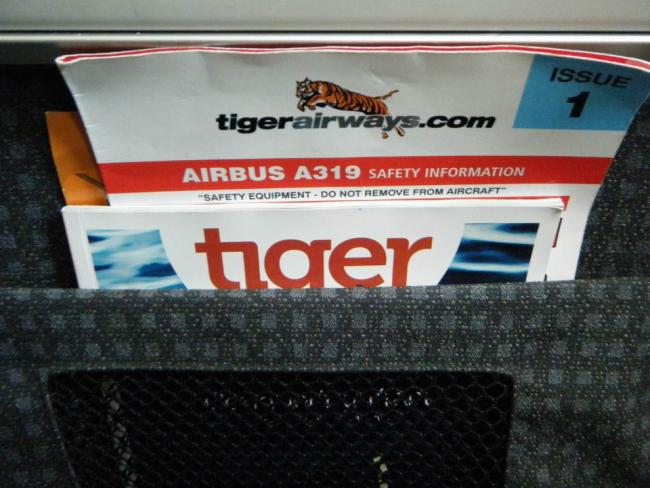 ISSUE
1
tigerairways.com
AIRBUS A319 SAFETY INFORMATION
"SAFETY EQUIPMENT - DO NOT REMOVE FROM AIRCRAFT"
tiger